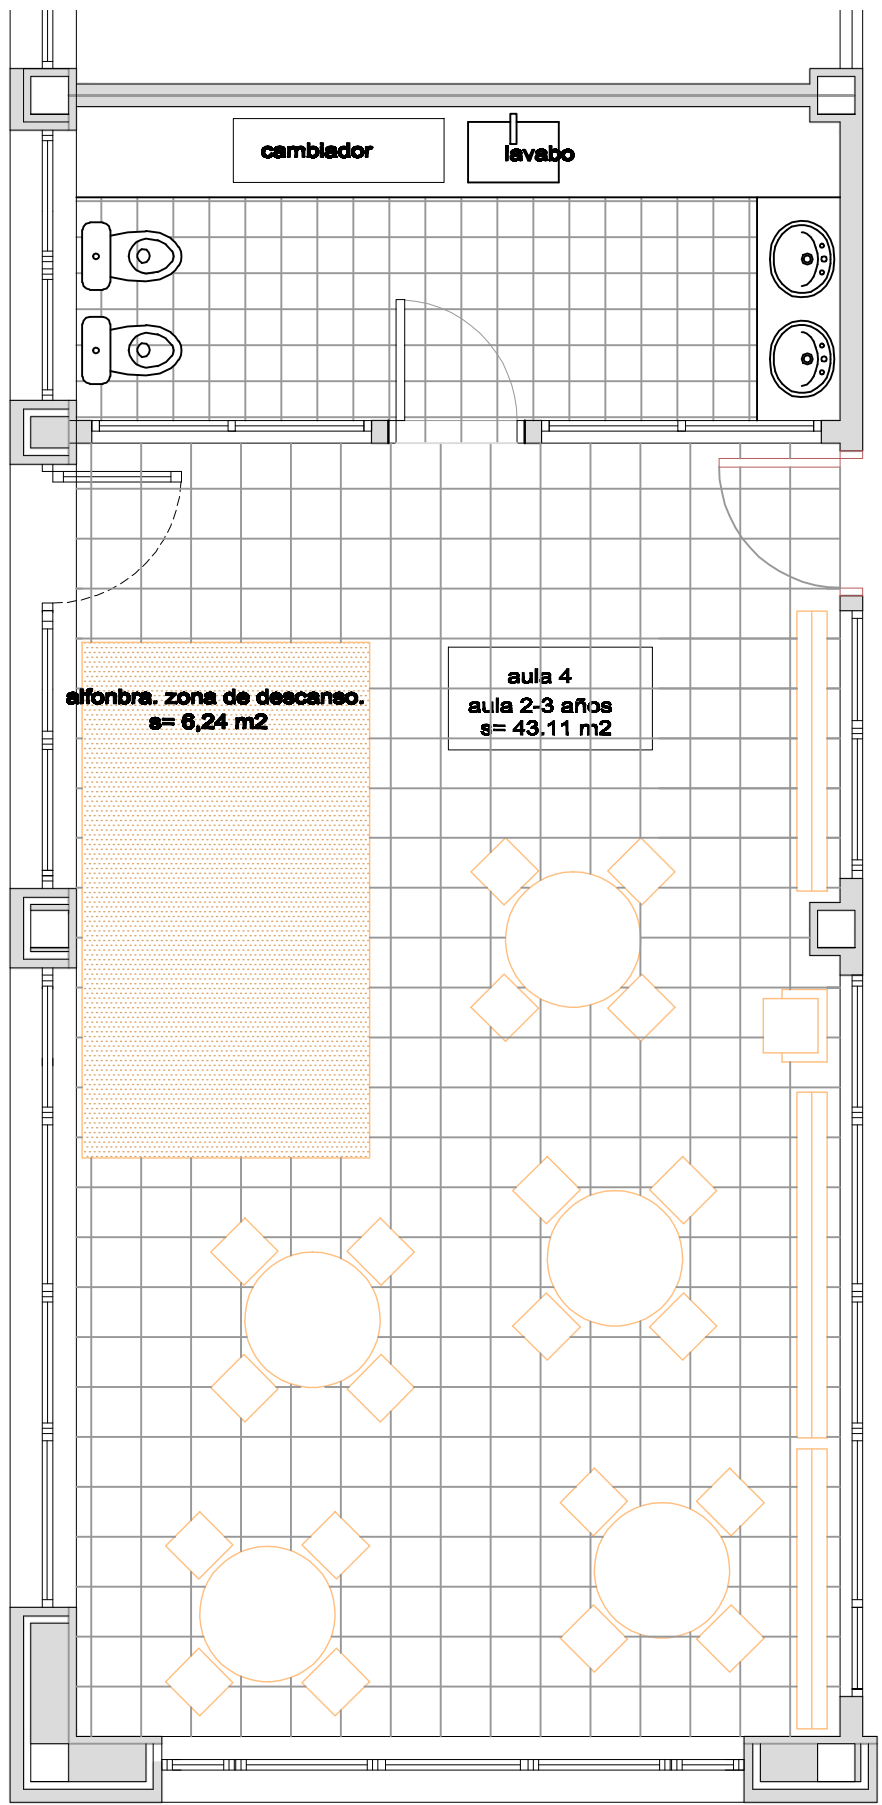 cambiador
lavabo
alfonbra. zona de descanso.
s= 6,24 m2
aula 4
aula 2-3 años
s= 43.11 m2